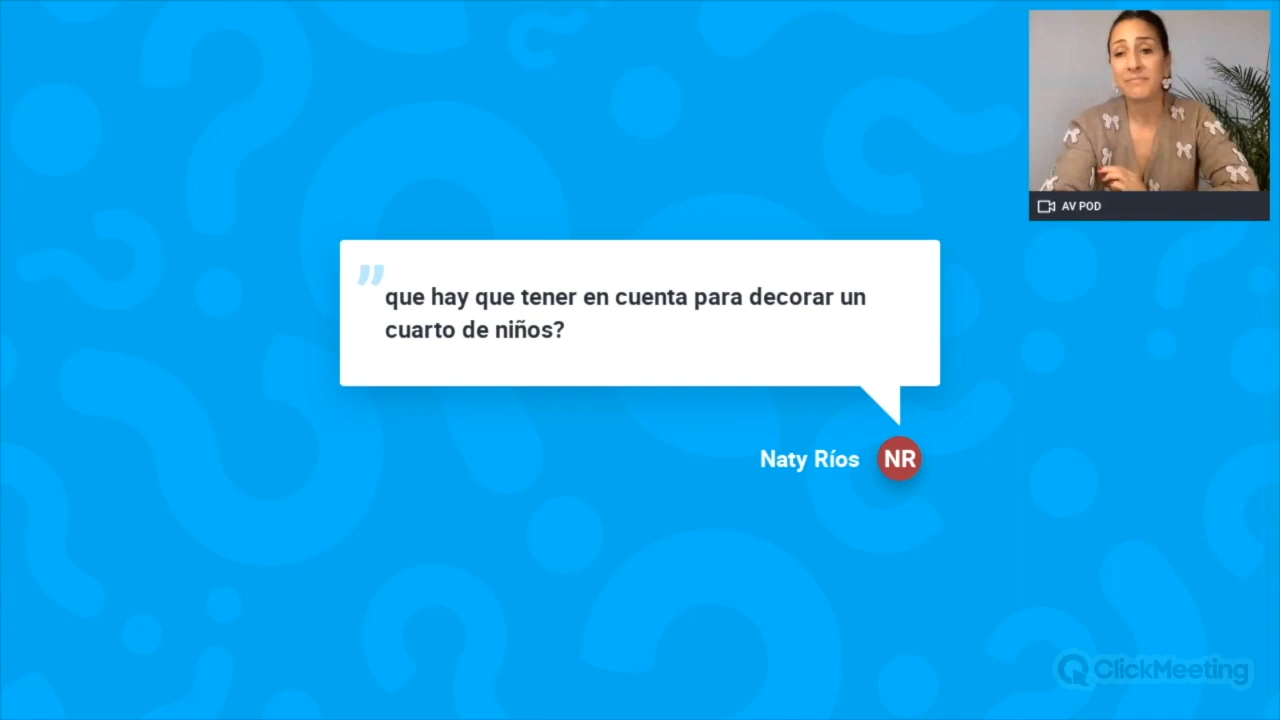 AV POD
"
que hay que tener en cuenta para decorar un
cuarto de niños?
Naty Ríos NR
ClickMeeting